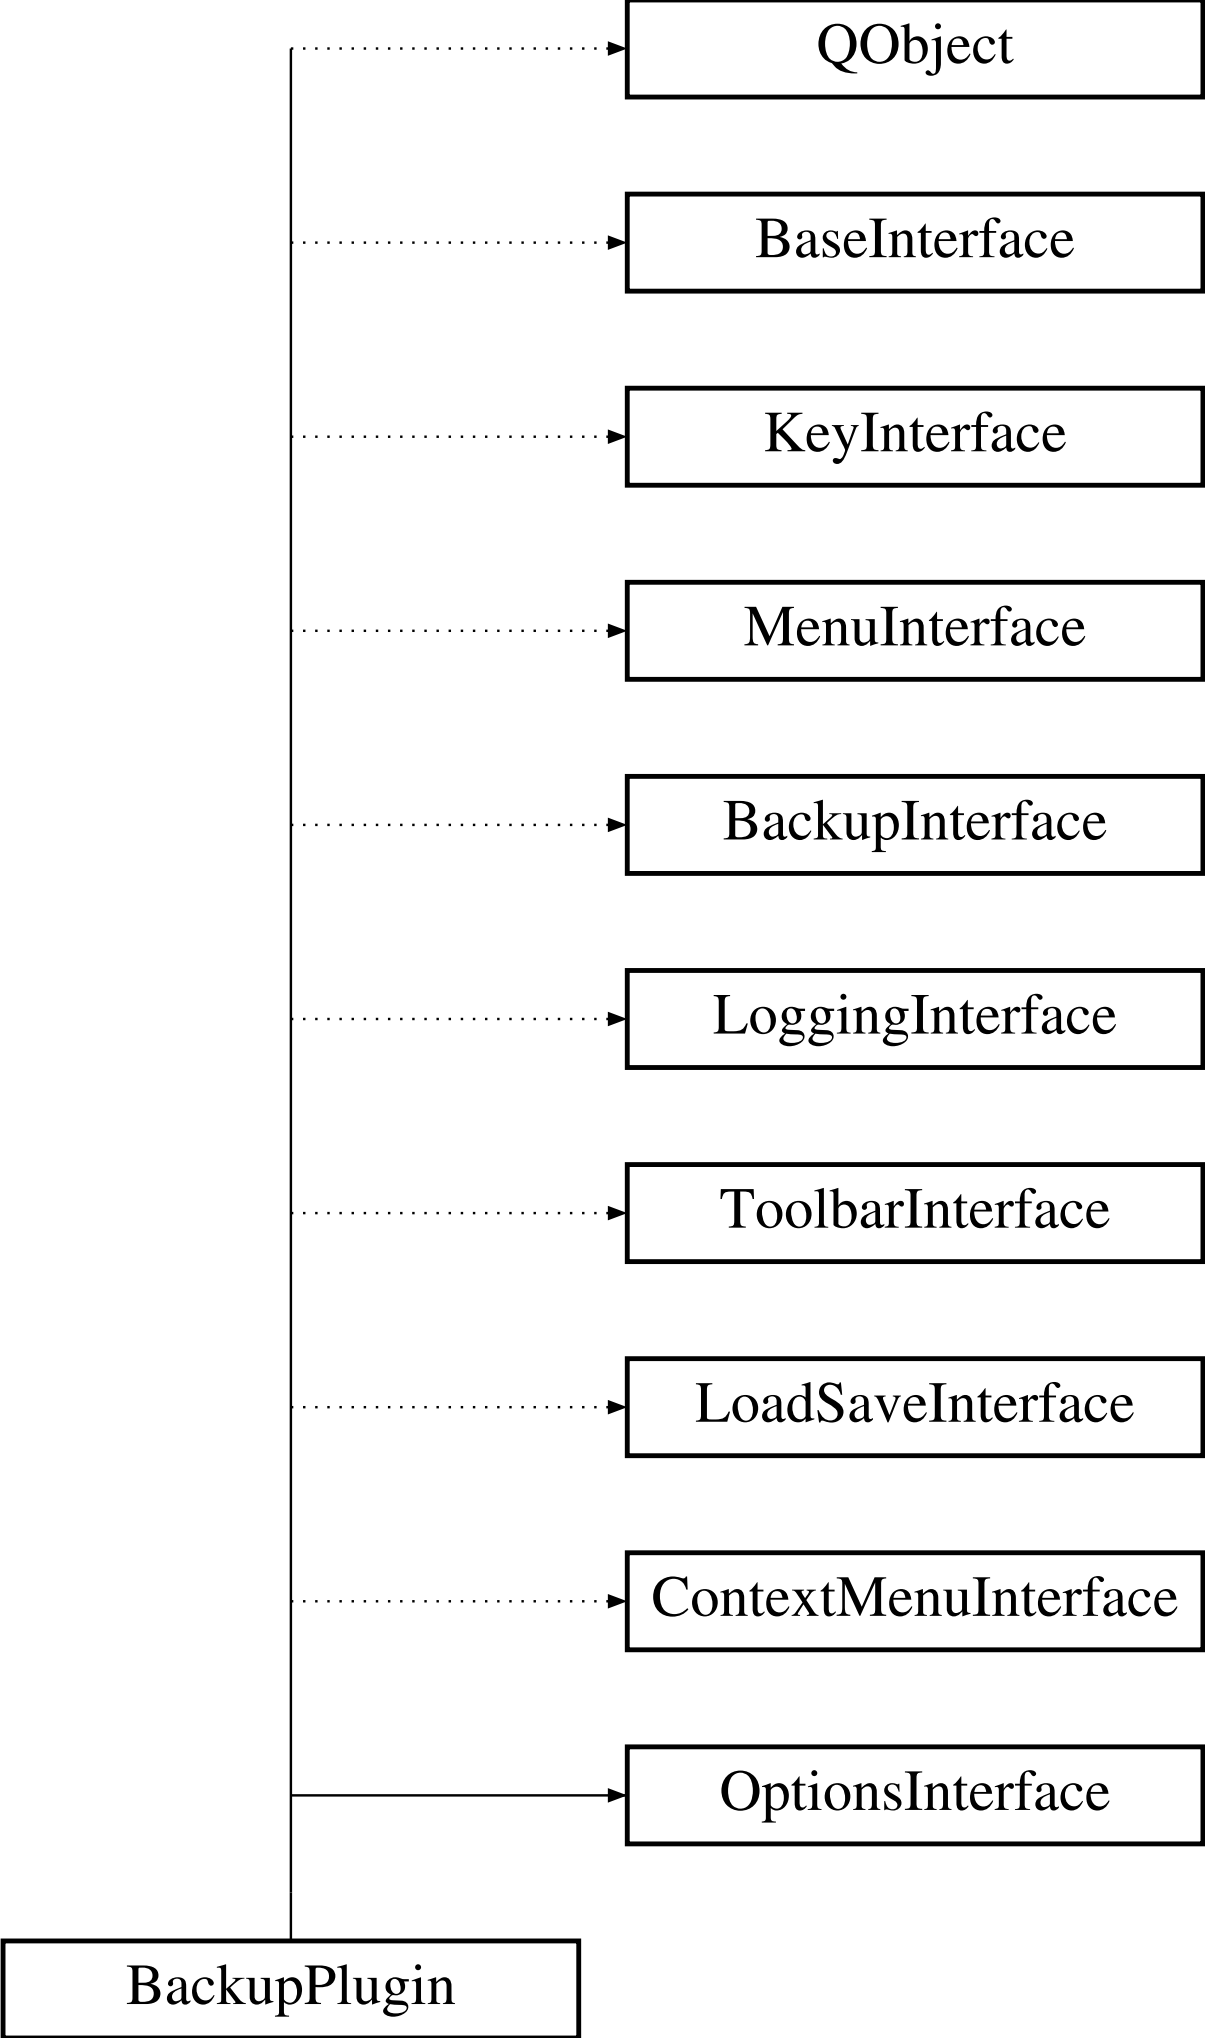 QObject
BaseInterface
KeyInterface
MenuInterface
BackupInterface
LoggingInterface
ToolbarInterface
LoadSaveInterface
ContextMenuInterface
OptionsInterface
BackupPlugin